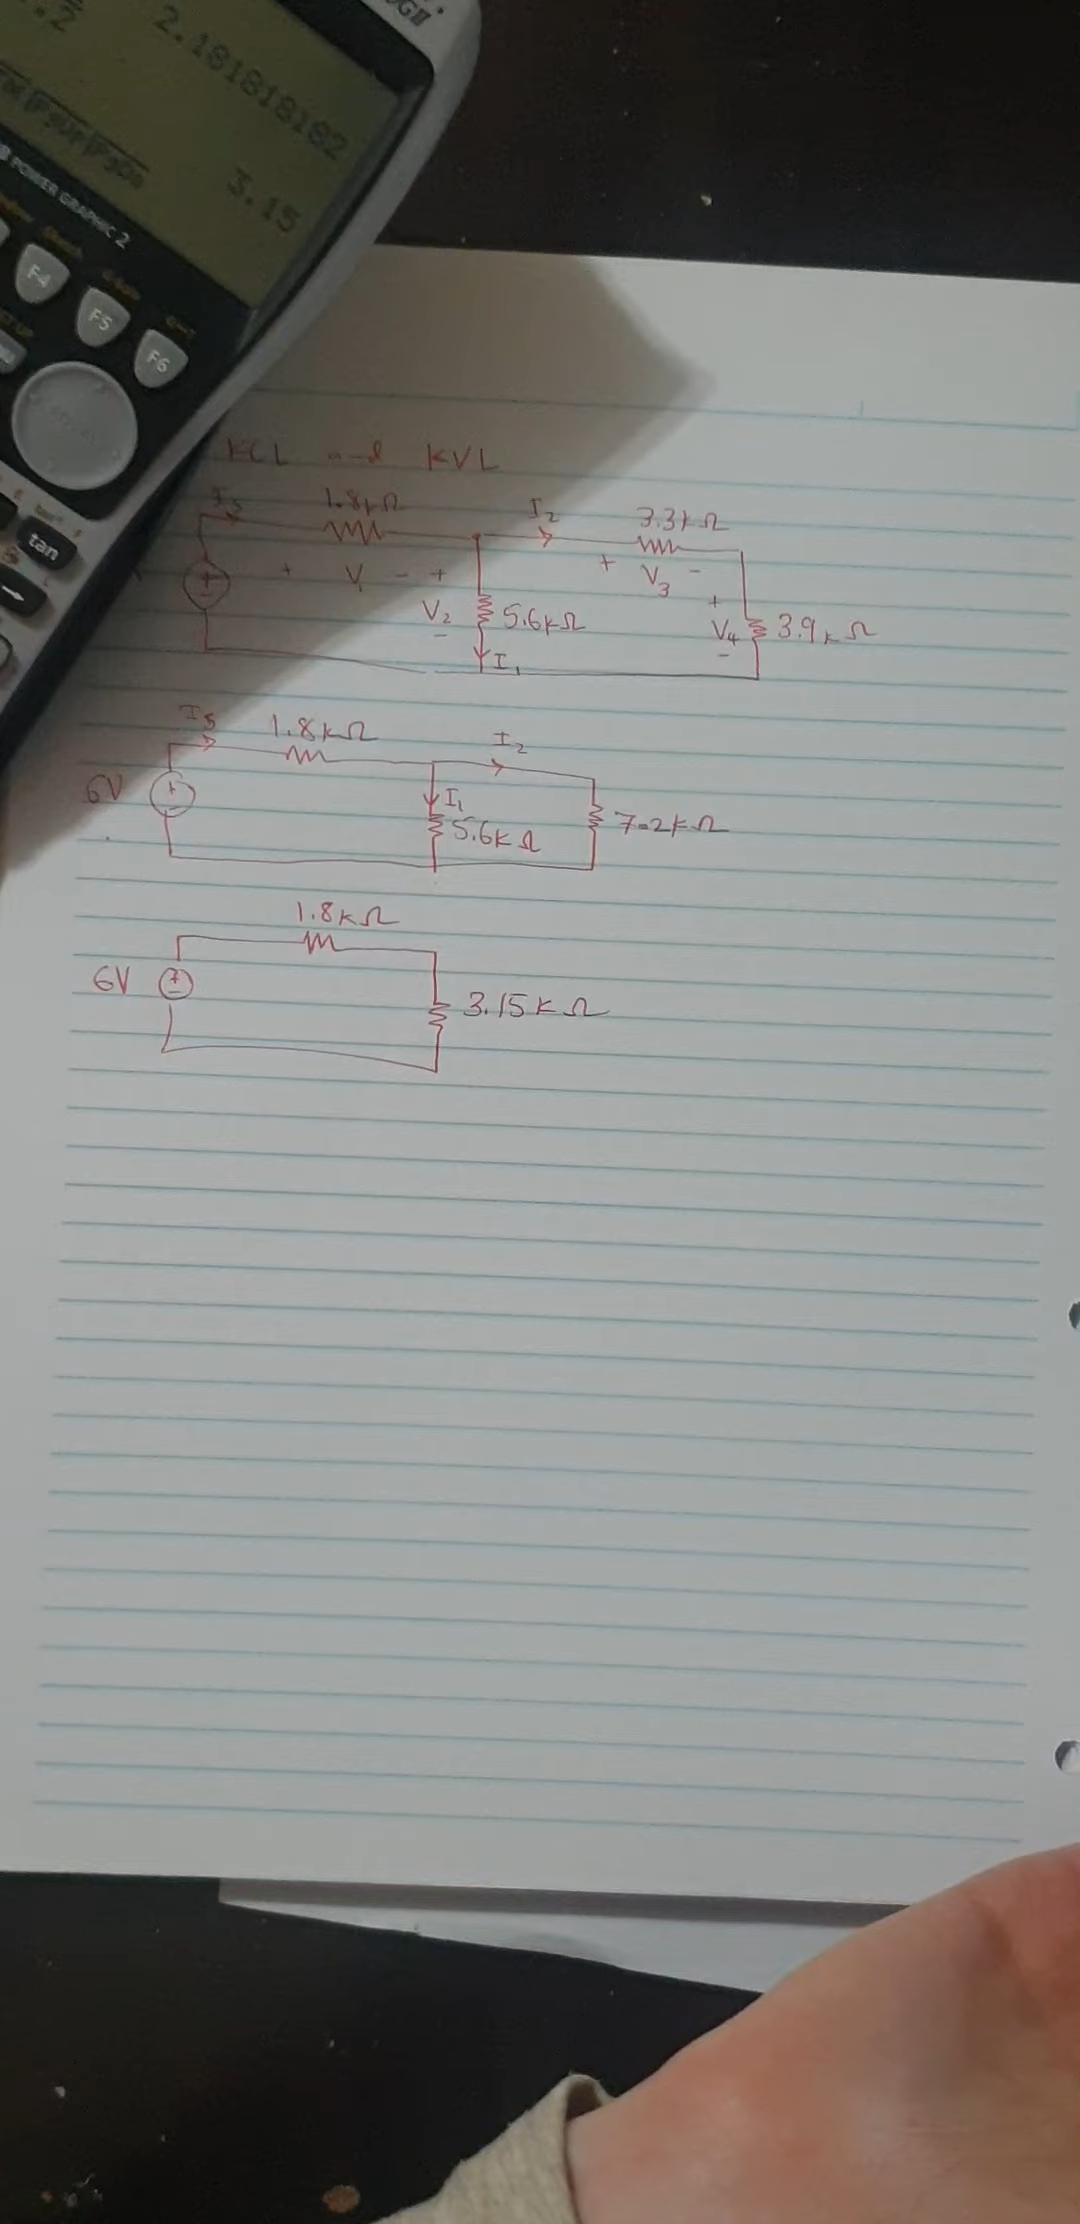 2.181818182
3.15
POWER GRAPHIC 2
F4
F5
F6
tan
KCL and KVL
Is 1.8kΩ I2 3.3kΩ
+ V1 - + + V3 -
V2 5.6kΩ + V4 3.9kΩ
- I1 -
Is 1.8kΩ I2
6V + - I1 7.2kΩ
5.6kΩ
1.8kΩ
6V + - 3.15kΩ